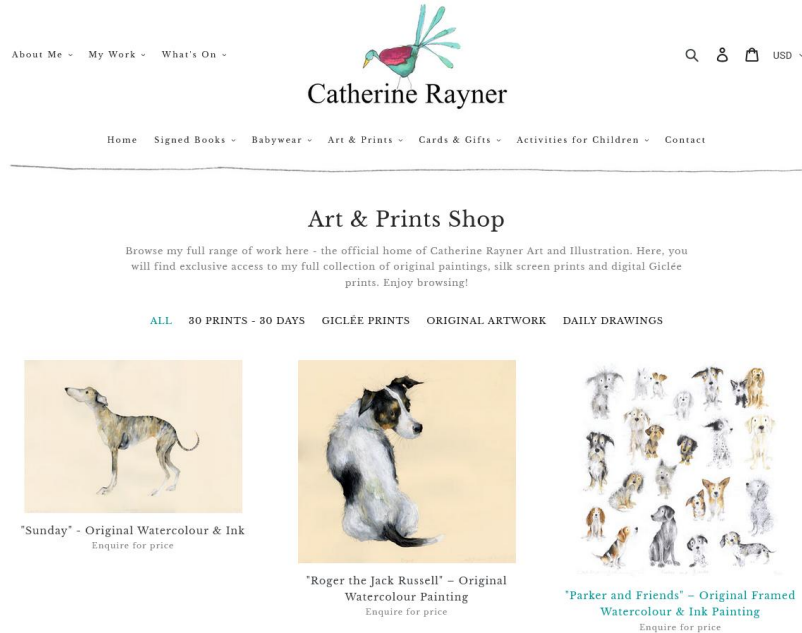 About Me My Work What's On
USD
Catherine Rayner
Home Signed Books Babywear Art & Prints Cards & Gifts Activities for Children Contact
Art & Prints Shop
Browse my full range of work here - the official home of Catherine Rayner Art and Illustration. Here, you
will find exclusive access to my full collection of original paintings, silk screen prints and digital Giclée
prints. Enjoy browsing!
ALL 30 PRINTS - 30 DAYS GICLÉE PRINTS ORIGINAL ARTWORK DAILY DRAWINGS
"Sunday" - Original Watercolour & Ink
Enquire for price
"Roger the Jack Russell" – Original
Watercolour Painting
Enquire for price
"Parker and Friends" – Original Framed
Watercolour & Ink Painting
Enquire for price